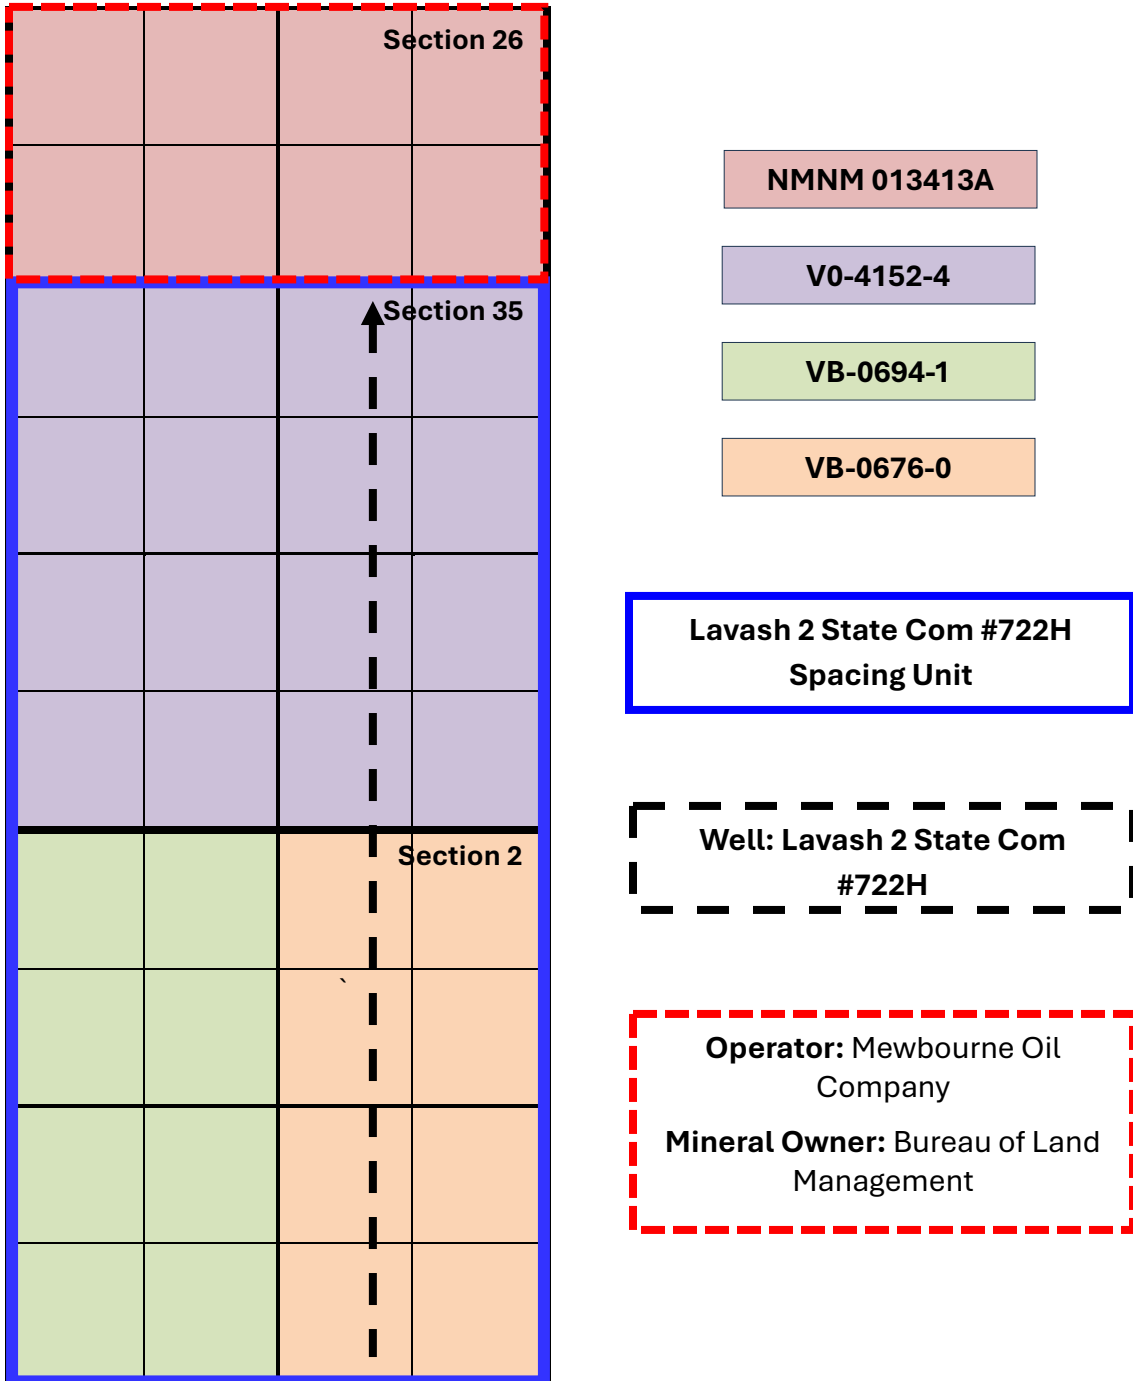 Section 26
NMNM 013413A
V0-4152-4
Section 35
VB-0694-1
VB-0676-0
Lavash 2 State Com #722H
Spacing Unit
Well: Lavash 2 State Com
#722H
Section 2
`
Operator: Mewbourne Oil
Company
Mineral Owner: Bureau of Land
Management